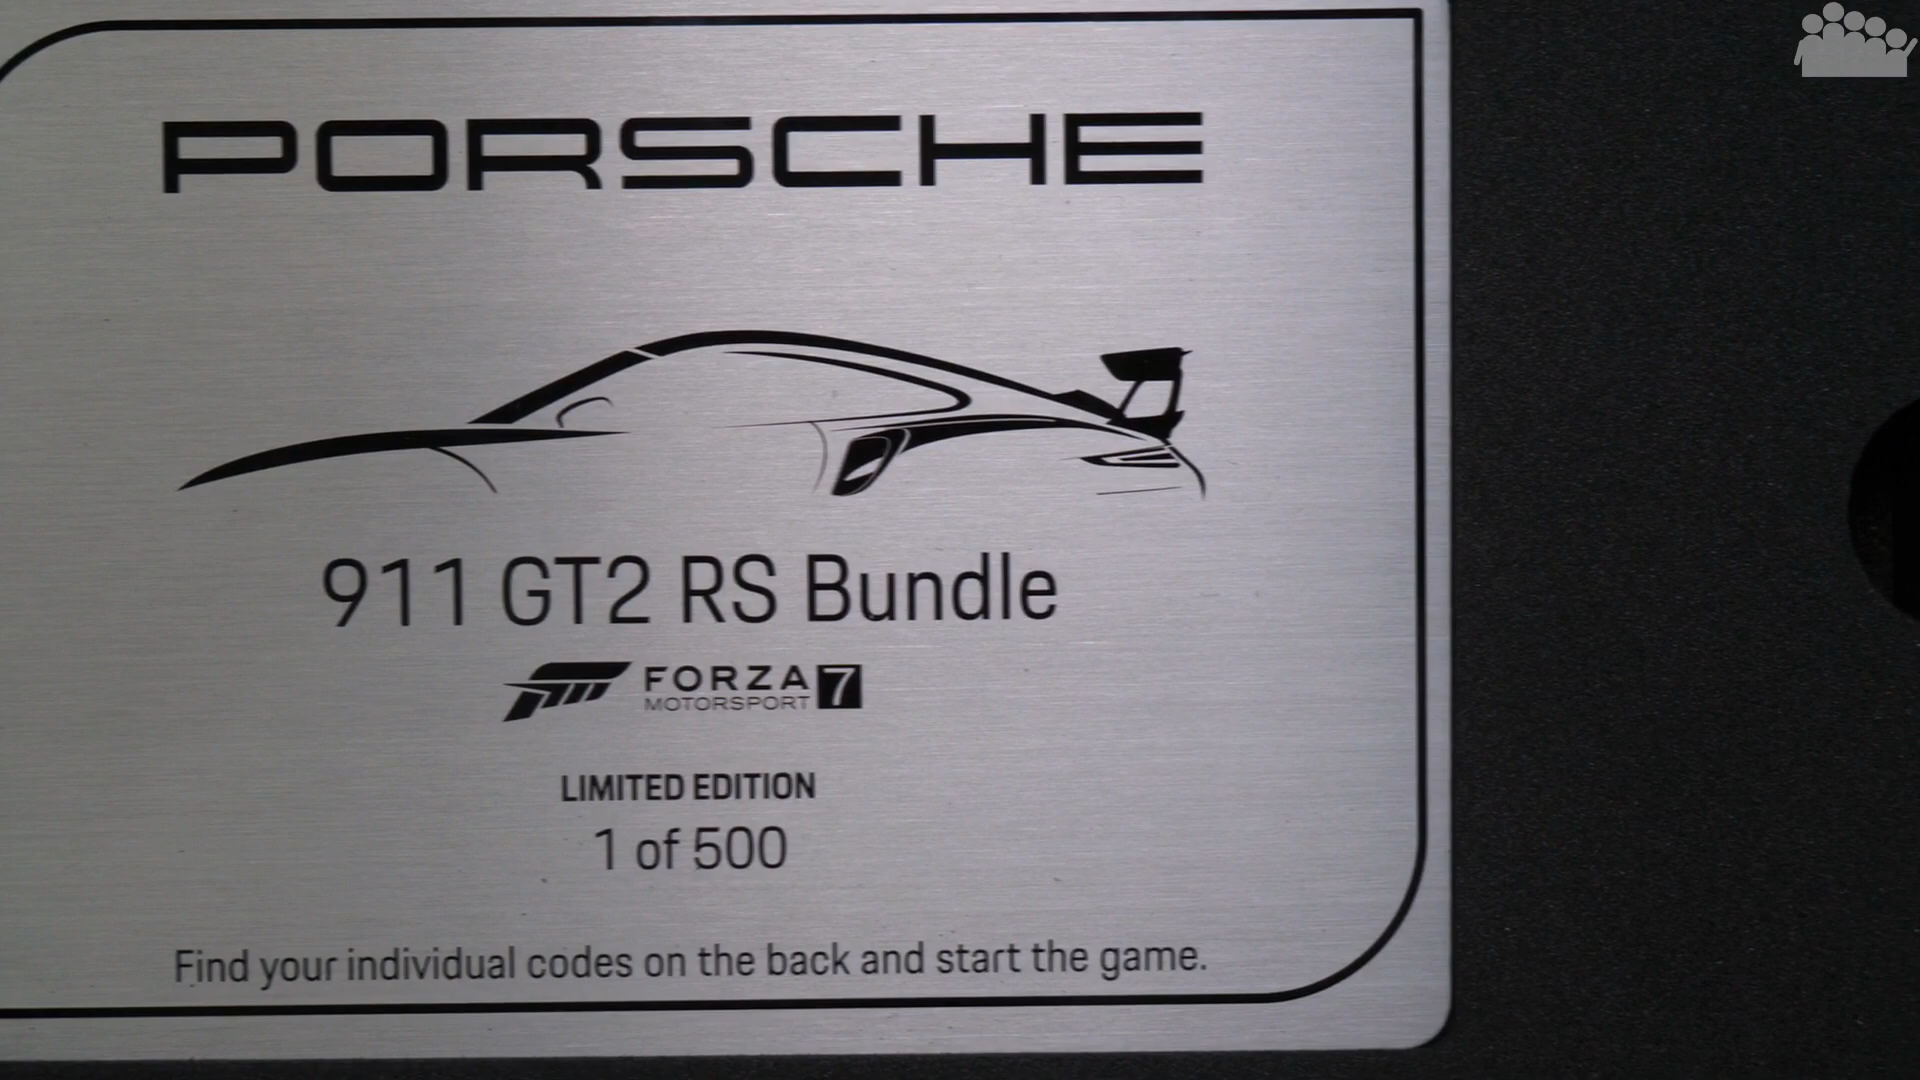 PORSCHE
911 GT2 RS Bundle
FORZA 7
MOTORSPORT
LIMITED EDITION
1 of 500
Find your individual codes on the back and start the game.